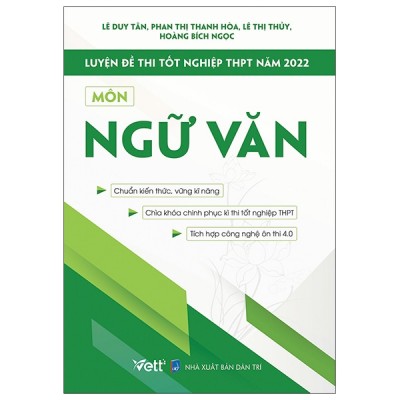 LÊ DUY TÂN, PHAN THỊ THANH HÒA, LÊ THỊ THỦY,
HOÀNG BÍCH NGỌC
LUYỆN ĐỀ THI TỐT NGHIỆP THPT NĂM 2022
MÔN
NGỮ VĂN
Chuẩn kiến thức, vững kĩ năng
Chìa khóa chinh phục kì thi tốt nghiệp THPT
Tích hợp công nghệ ôn thi 4.0
Vett
NHÀ XUẤT BẢN DÂN TRÍ